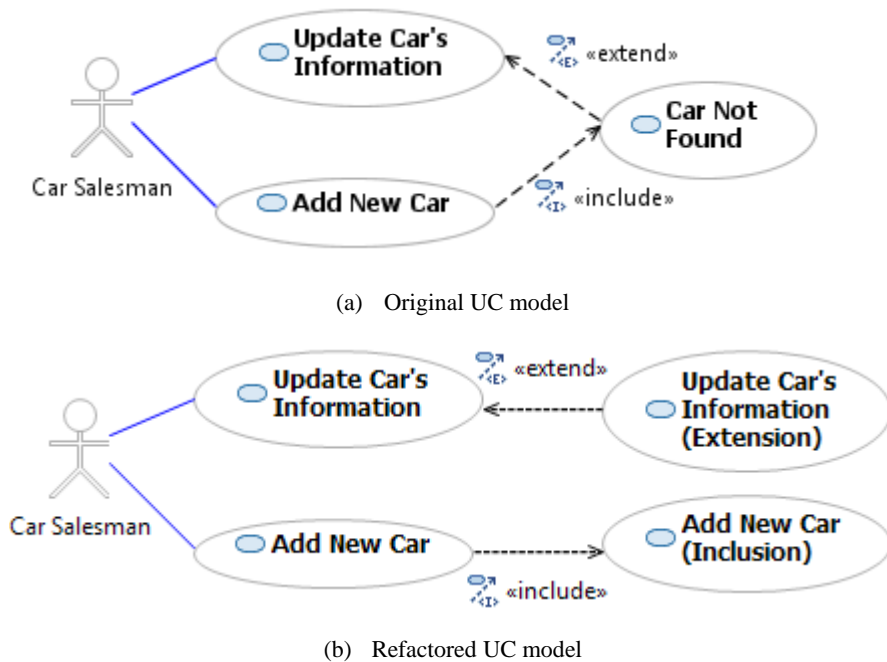 Update Car's
Information
«extend»
<E>
Car Not
Found
Car Salesman
Add New Car
«include»
<I>
(a) Original UC model
Update Car's
Information
«extend»
<E>
Update Car's
Information
(Extension)
Car Salesman
Add New Car
«include»
<I>
Add New Car
(Inclusion)
(b) Refactored UC model